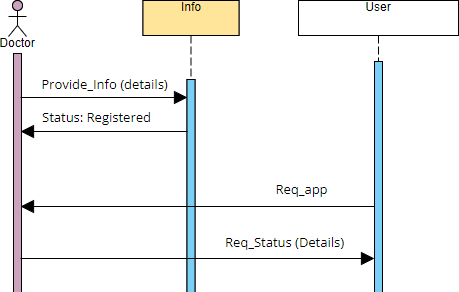 Info
User
Doctor
Provide_Info (details)
Status: Registered
Req_app
Req_Status (Details)